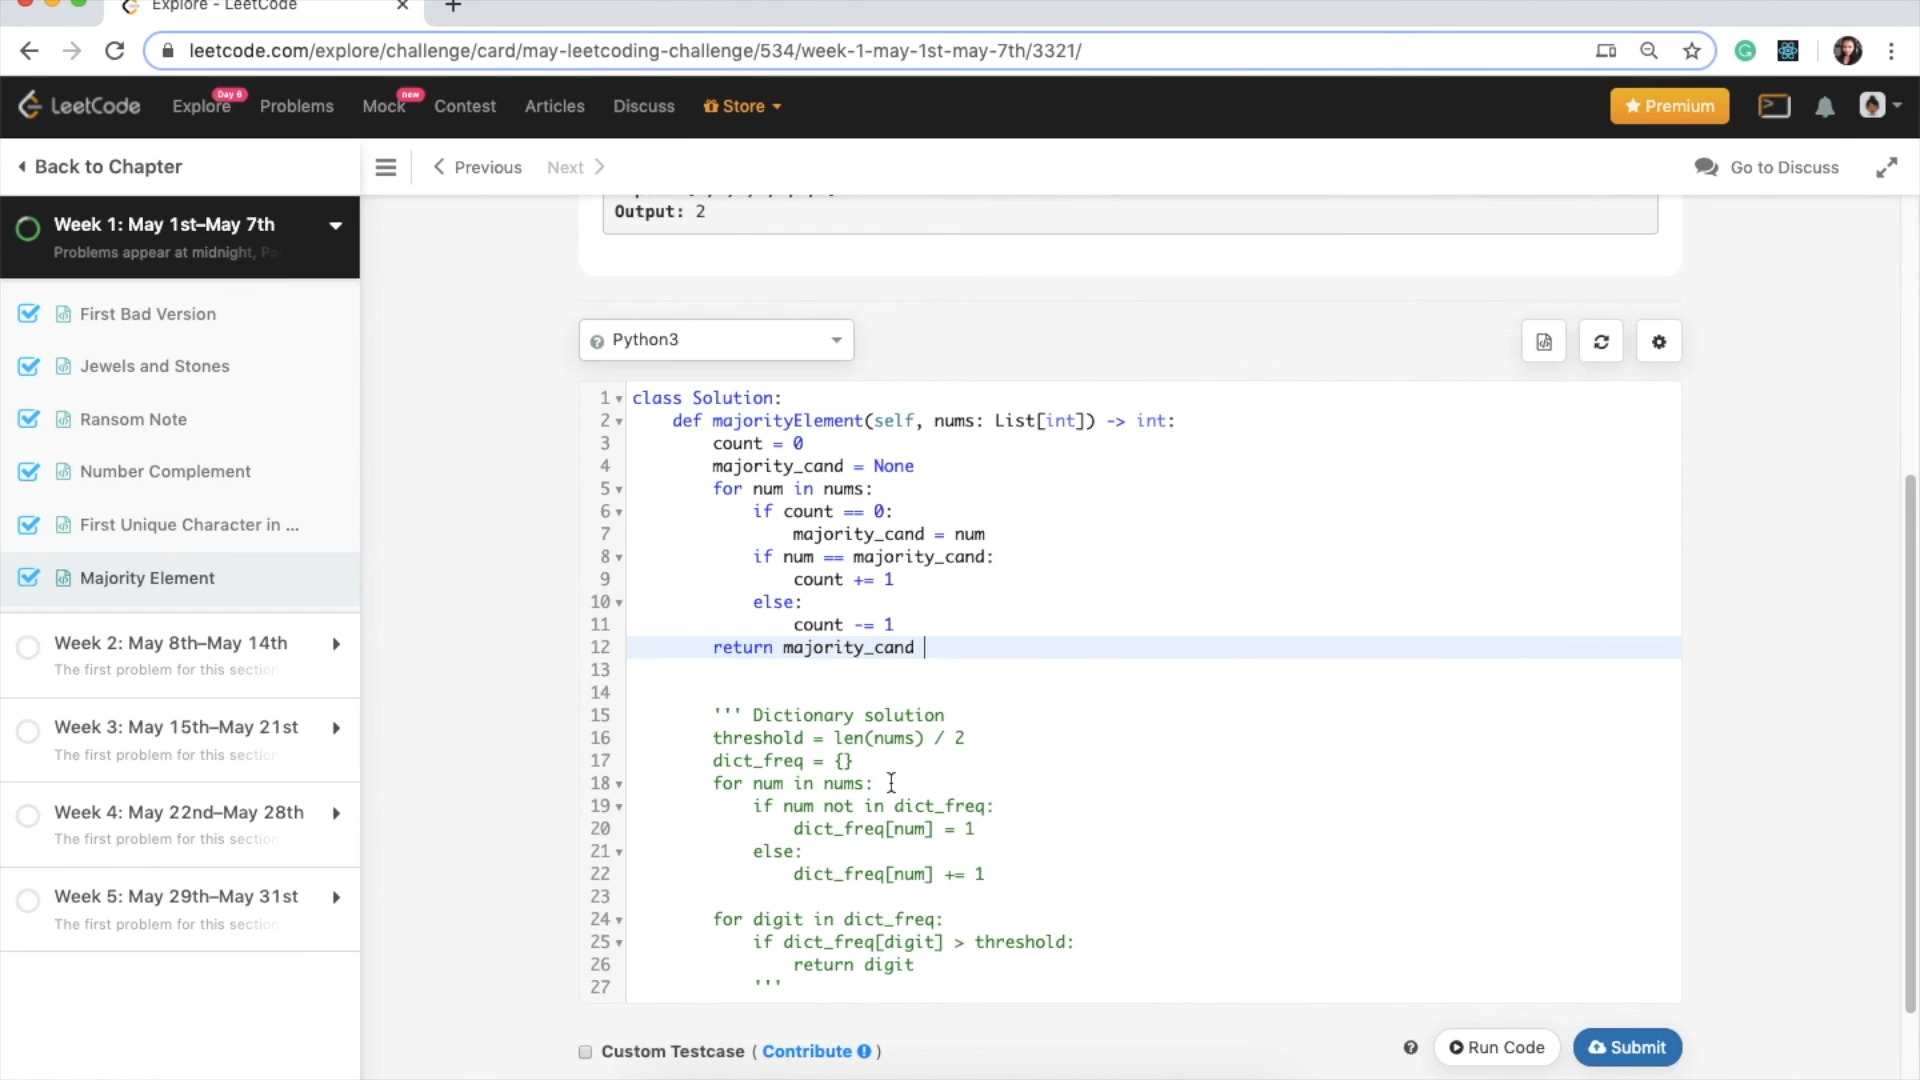 Explore - LeetCode
leetcode.com/explore/challenge/card/may-leetcoding-challenge/534/week-1-may-1st-may-7th/3321/
LeetCode
Explore Day 6 Problems Mock new Contest Articles Discuss Store Premium
Back to Chapter
Previous Next Go to Discuss
Week 1: May 1st–May 7th
Problems appear at midnight,
First Bad Version
Jewels and Stones
Ransom Note
Number Complement
First Unique Character in ...
Majority Element
Week 2: May 8th–May 14th
The first problem for this section
Week 3: May 15th–May 21st
The first problem for this section
Week 4: May 22nd–May 28th
The first problem for this section
Week 5: May 29th–May 31st
The first problem for this section
Output: 2
Python3
1 class Solution:
2 def majorityElement(self, nums: List[int]) -> int:
3 count = 0
4 majority_cand = None
5 for num in nums:
6 if count == 0:
7 majority_cand = num
8 if num == majority_cand:
9 count += 1
10 else:
11 count -= 1
12 return majority_cand
13
14
15 ''' Dictionary solution
16 threshold = len(nums) / 2
17 dict_freq = {}
18 for num in nums:
19 if num not in dict_freq:
20 dict_freq[num] = 1
21 else:
22 dict_freq[num] += 1
23
24 for digit in dict_freq:
25 if dict_freq[digit] > threshold:
26 return digit
27 '''
Custom Testcase ( Contribute )
Run Code
Submit